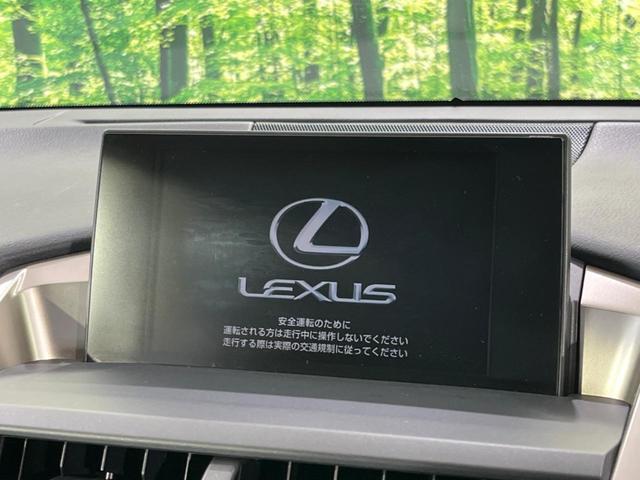 LEXUS
安全運転のために
運転される方は走行中に操作しないでください
走行する際は実際の交通規制に従ってください